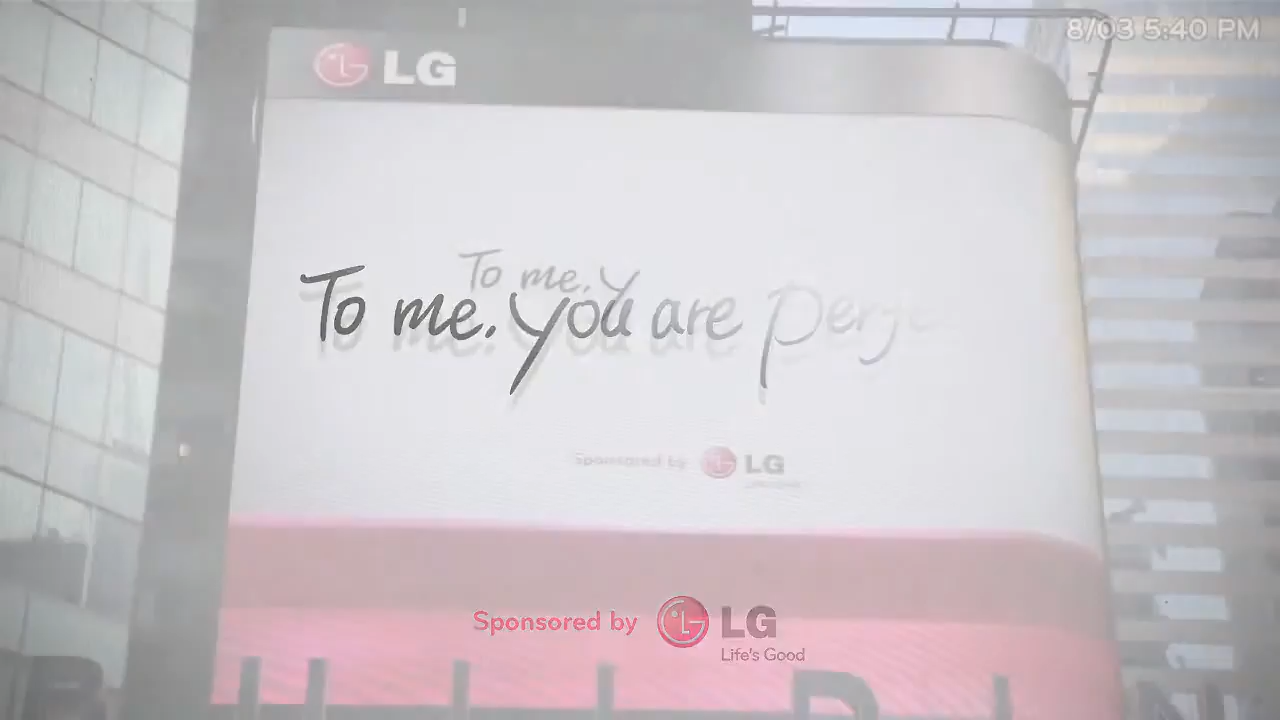 8/03 5:40 PM
LG
To me. y
To me. you are perf
Sponsored by LG
Sponsored by LG
Life's Good